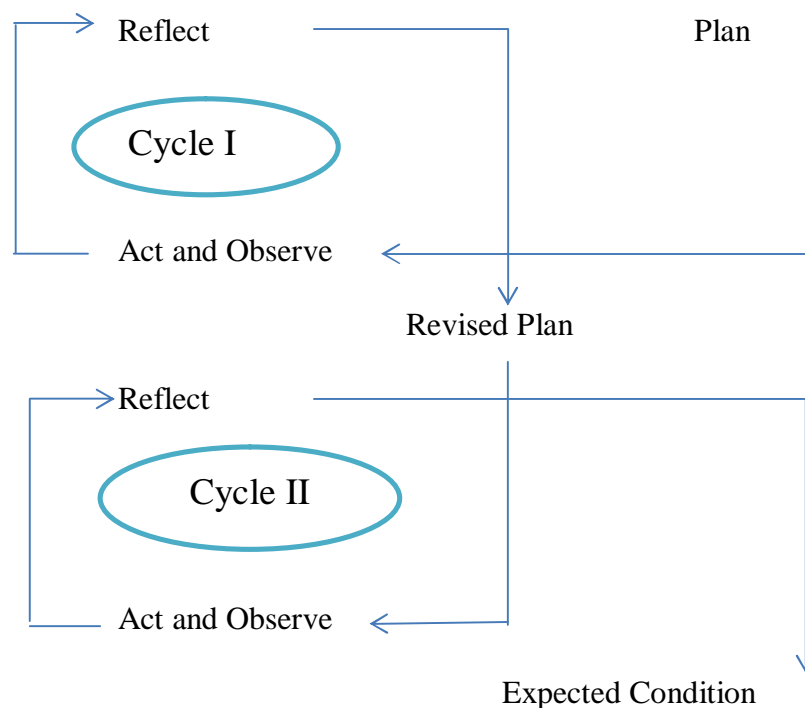 Reflect
Plan
Cycle I
Act and Observe
Revised Plan
Reflect
Cycle II
Act and Observe
Expected Condition